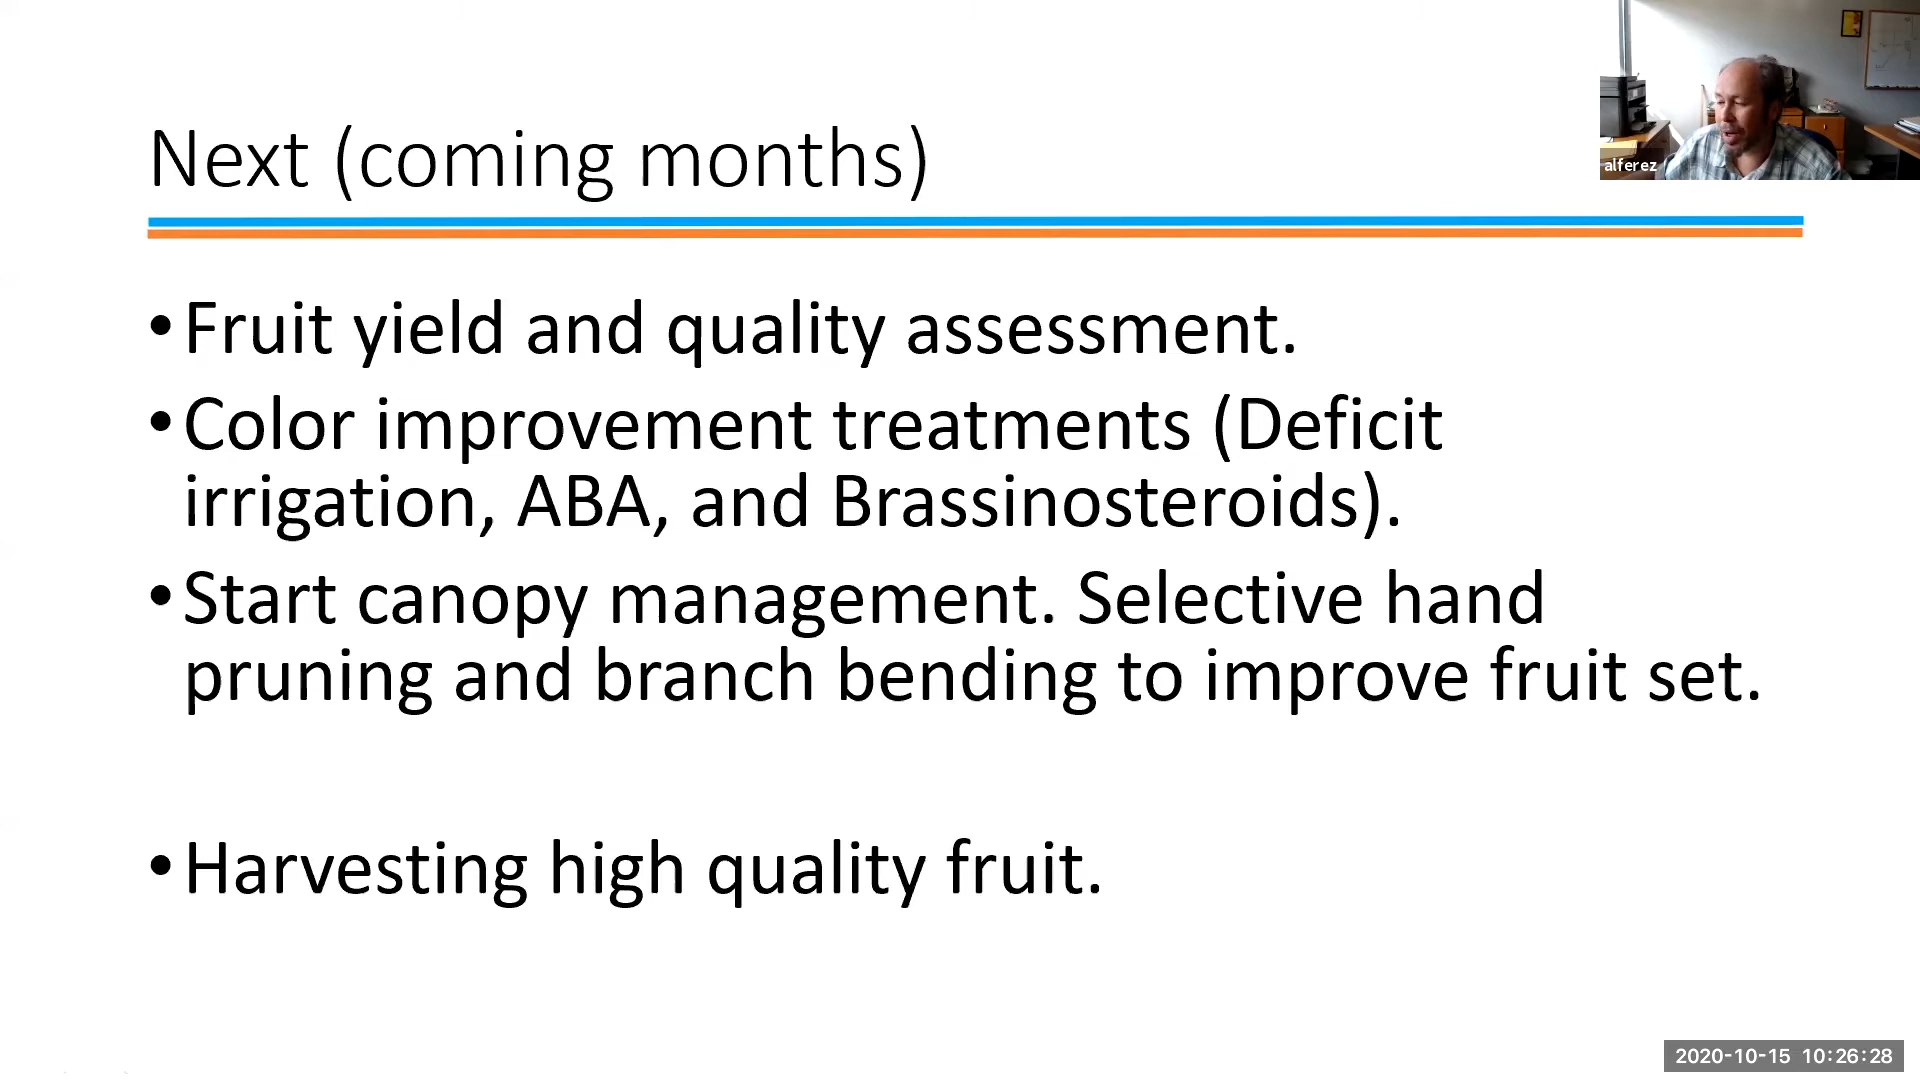 Next (coming months)
alferez
•Fruit yield and quality assessment.
•Color improvement treatments (Deficit
irrigation, ABA, and Brassinosteroids).
•Start canopy management. Selective hand
pruning and branch bending to improve fruit set.
•Harvesting high quality fruit.
2020-10-15 10:26:28